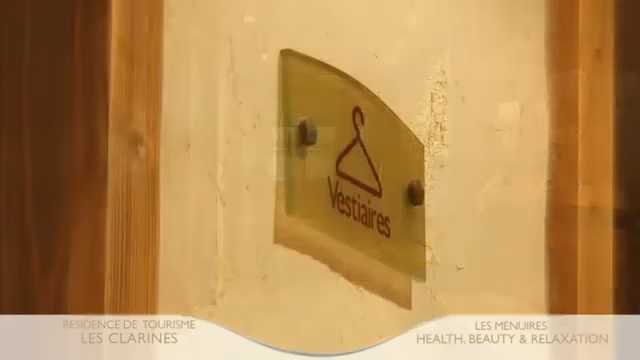 Vestiaires
RESIDENCE DE TOURISME
LES CLARINES
LES MENUIRES
HEALTH, BEAUTY & RELAXATION